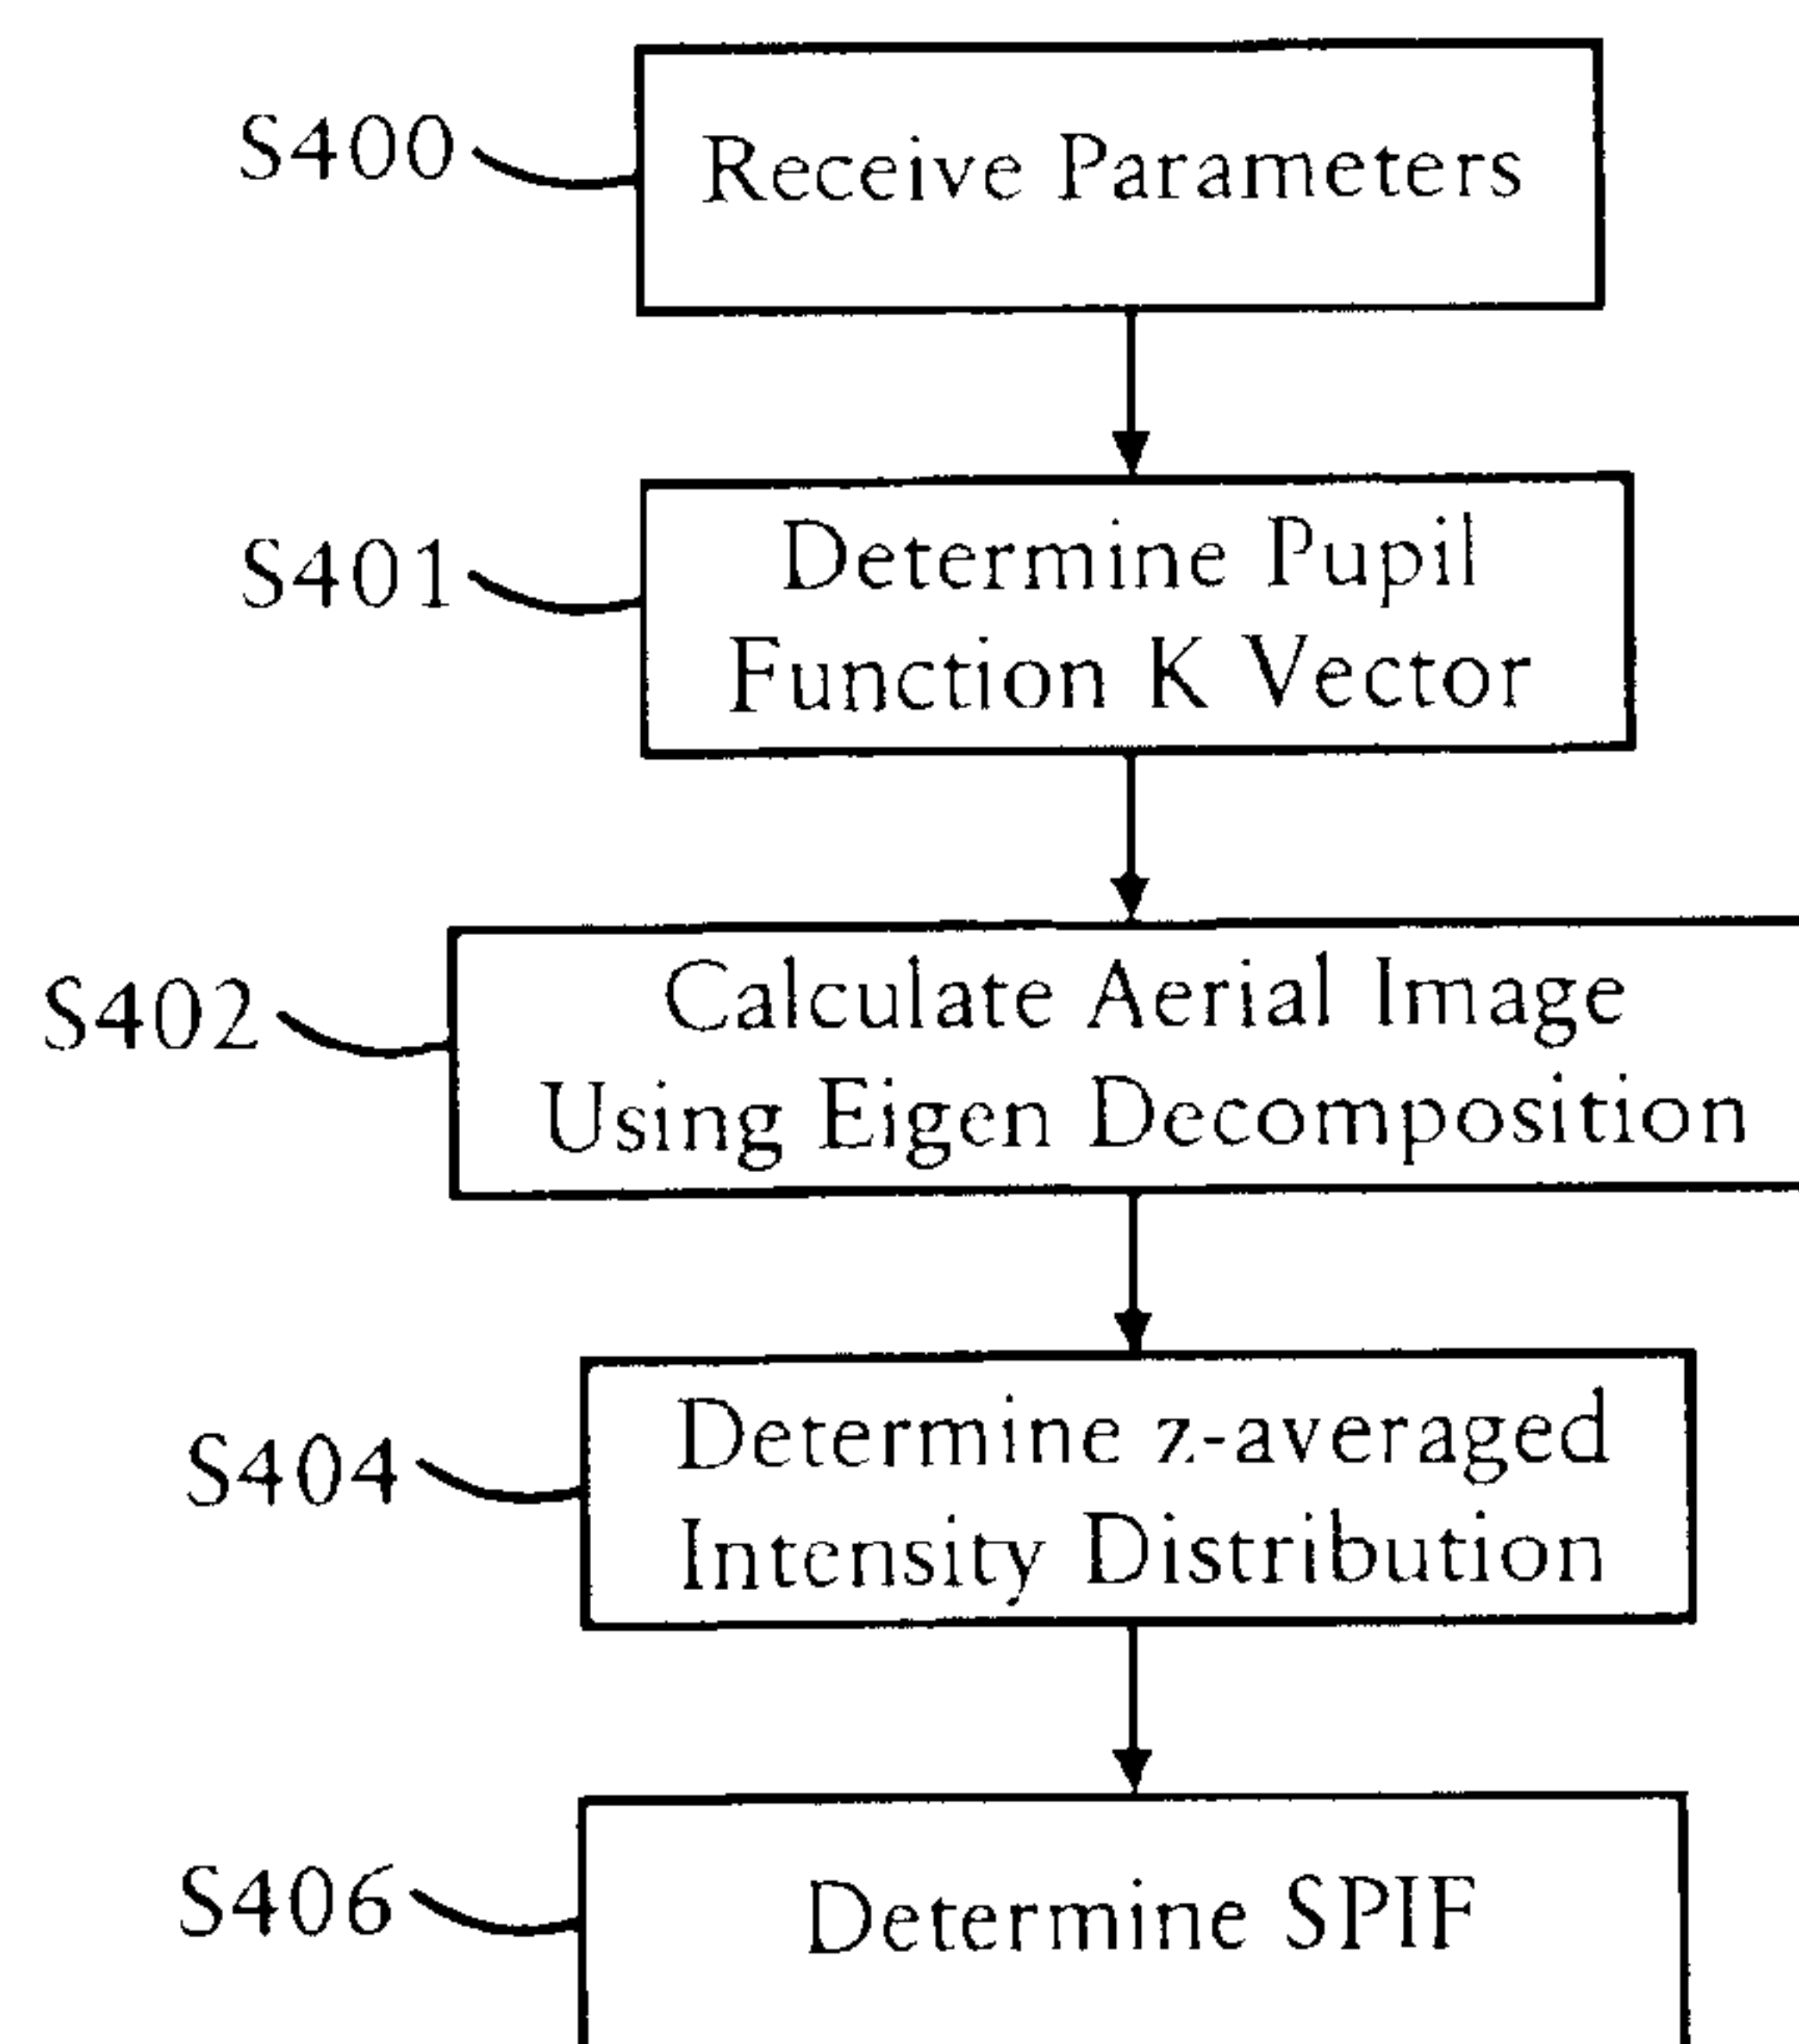 S400
Receive Parameters
S401
Determine Pupil
Function K Vector
S402
Calculate Aerial Image
Using Eigen Decomposition
S404
Determine z-averaged
Intensity Distribution
S406
Determine SPIF